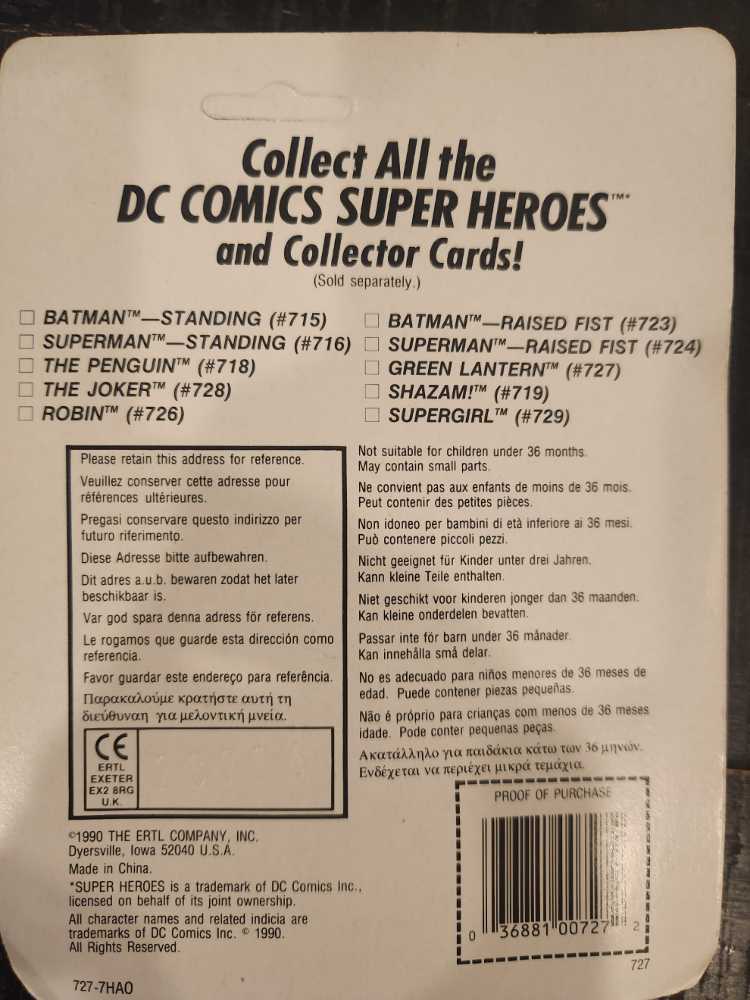 Collect All the
DC COMICS SUPER HEROES™*
and Collector Cards!
(Sold separately.)
BATMAN™—STANDING (#715)
SUPERMAN™—STANDING (#716)
THE PENGUIN™ (#718)
THE JOKER™ (#728)
ROBIN™ (#726)
BATMAN™—RAISED FIST (#723)
SUPERMAN™—RAISED FIST (#724)
GREEN LANTERN™ (#727)
SHAZAM!™ (#719)
SUPERGIRL™ (#729)
Please retain this address for reference.
Veuillez conserver cette adresse pour
références ultérieures.
Pregasi conservare questo indirizzo per
futuro riferimento.
Diese Adresse bitte aufbewahren.
Dit adres a.u.b. bewaren zodat het later
beschikbaar is.
Var god spara denna adress för referens.
Le rogamos que guarde esta dirección como
referencia.
Favor guardar este endereço para referência.
Παρακαλούμε κρατήστε αυτή τη
διεύθυναη για μελοντική μνεία.
CE
ERTL
EXETER
EX2 8RG
U.K.
Not suitable for children under 36 months.
May contain small parts.
Ne convient pas aux enfants de moins de 36 mois.
Peut contenir des petites pièces.
Non idoneo per bambini di età inferiore ai 36 mesi.
Può contenere piccoli pezzi.
Nicht geeignet für Kinder unter drei Jahren.
Kann kleine Teile enthalten.
Niet geschikt voor kinderen jonger dan 36 maanden.
Kan kleine onderdelen bevatten.
Passar inte för barn under 36 månader.
Kan innehålla små delar.
No es adecuado para niños menores de 36 meses de
edad. Puede contener piezas pequeñas.
Não é próprio para crianças com menos de 36 meses
idade. Pode conter pequenas peças.
Ακατάλληλο για παιδάκια κάτω των 36 μηνών.
Ενδέχεται να περιέχει μικρά τεμάχια.
PROOF OF PURCHASE
0 36881 00727 2
727
©1990 THE ERTL COMPANY, INC.
Dyersville, Iowa 52040 U.S.A.
Made in China.
*SUPER HEROES is a trademark of DC Comics Inc.,
licensed on behalf of its joint ownership.
All character names and related indicia are
trademarks of DC Comics Inc. © 1990.
All Rights Reserved.
727-7HAO